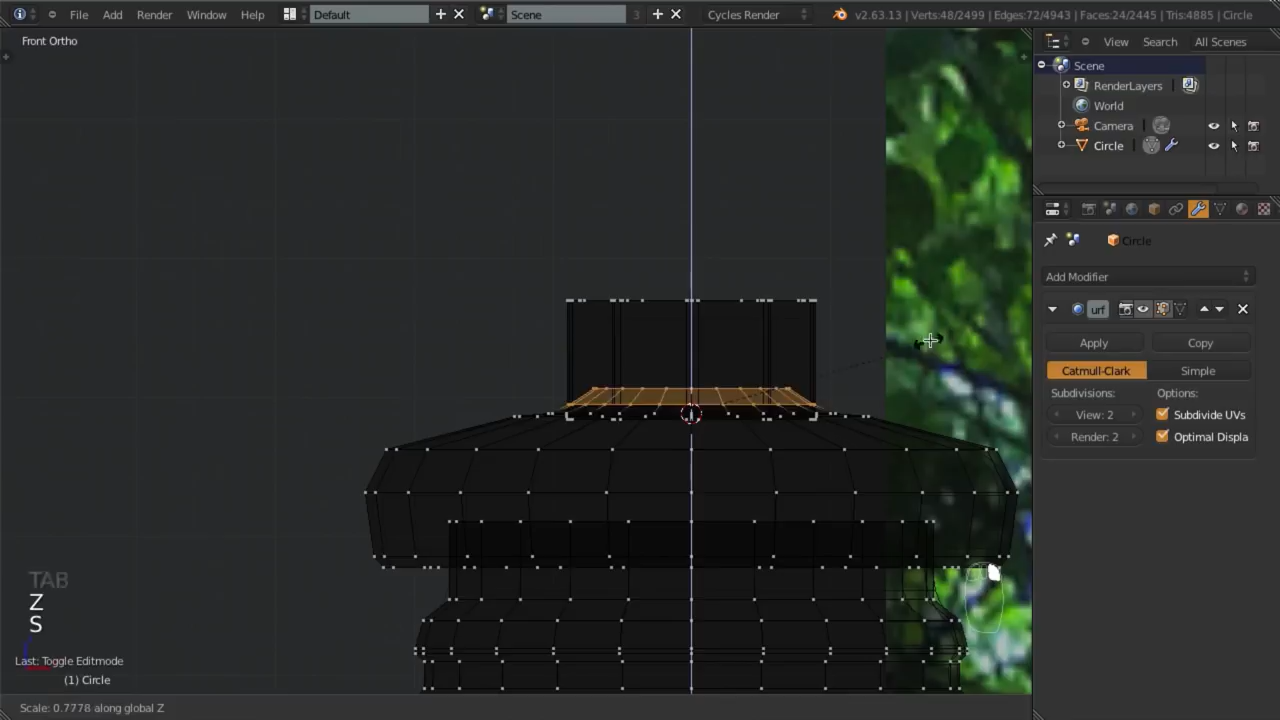 File Add Render Window Help Default Scene 3 Cycles Render v2.63.13 | Verts:48/2499 | Edges:72/4943 | Faces:24/2445 | Tris:4885 | Circle
Front Ortho
View Search All Scenes
Scene
RenderLayers
World
Camera
Circle
Circle
Add Modifier
urf
Apply Copy
Catmull-Clark Simple
Subdivisions: Options:
View: 2 Subdivide UVs
Render: 2 Optimal Displa
TAB
Z
S
Last: Toggle Editmode
(1) Circle
Scale: 0.7778 along global Z